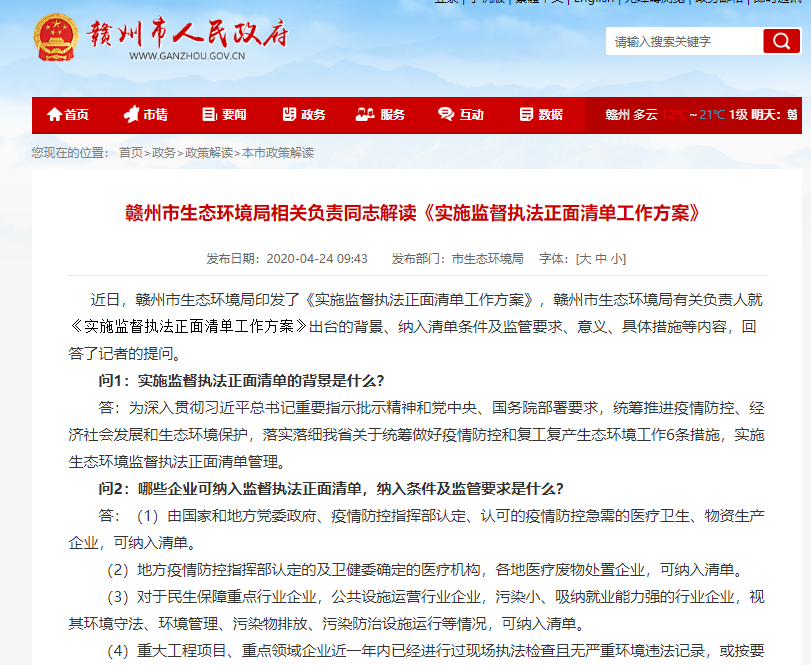 登录 | 手机版 | 繁體中文 | English | 无障碍浏览 | 政务邮箱 |
赣州市人民政府
WWW.GANZHOU.GOV.CN
请输入搜索关键字
首页 市情 要闻 政务 服务 互动 数据 赣州 多云 12℃~21℃ 1级 明天：
您现在的位置： 首页>政务>政策解读>本市政策解读
赣州市生态环境局相关负责同志解读《实施监督执法正面清单工作方案》
发布日期：2020-04-24 09:43 发布部门：市生态环境局 字体：[大 中 小]
近日，赣州市生态环境局印发了《实施监督执法正面清单工作方案》，赣州市生态环境局有关负责人就
《实施监督执法正面清单工作方案》出台的背景、纳入清单条件及监管要求、意义、具体措施等内容，回
答了记者的提问。
问1：实施监督执法正面清单的背景是什么？
答：为深入贯彻习近平总书记重要指示批示精神和党中央、国务院部署要求，统筹推进疫情防控、经
济社会发展和生态环境保护，落实落细我省关于统筹做好疫情防控和复工复产生态环境工作6条措施，实施
生态环境监督执法正面清单管理。
问2：哪些企业可纳入监督执法正面清单，纳入条件及监管要求是什么？
答：（1）由国家和地方党委政府、疫情防控指挥部认定、认可的疫情防控急需的医疗卫生、物资生产
企业，可纳入清单。
（2）地方疫情防控指挥部认定的及卫健委确定的医疗机构，各地医疗废物处置企业，可纳入清单。
（3）对于民生保障重点行业企业，公共设施运营行业企业，污染小、吸纳就业能力强的行业企业，视
其环境守法、环境管理、污染物排放、污染防治设施运行等情况，可纳入清单。
（4）重大工程项目、重点领域企业近一年内已经进行过现场执法检查且无严重环境违法记录，或按要